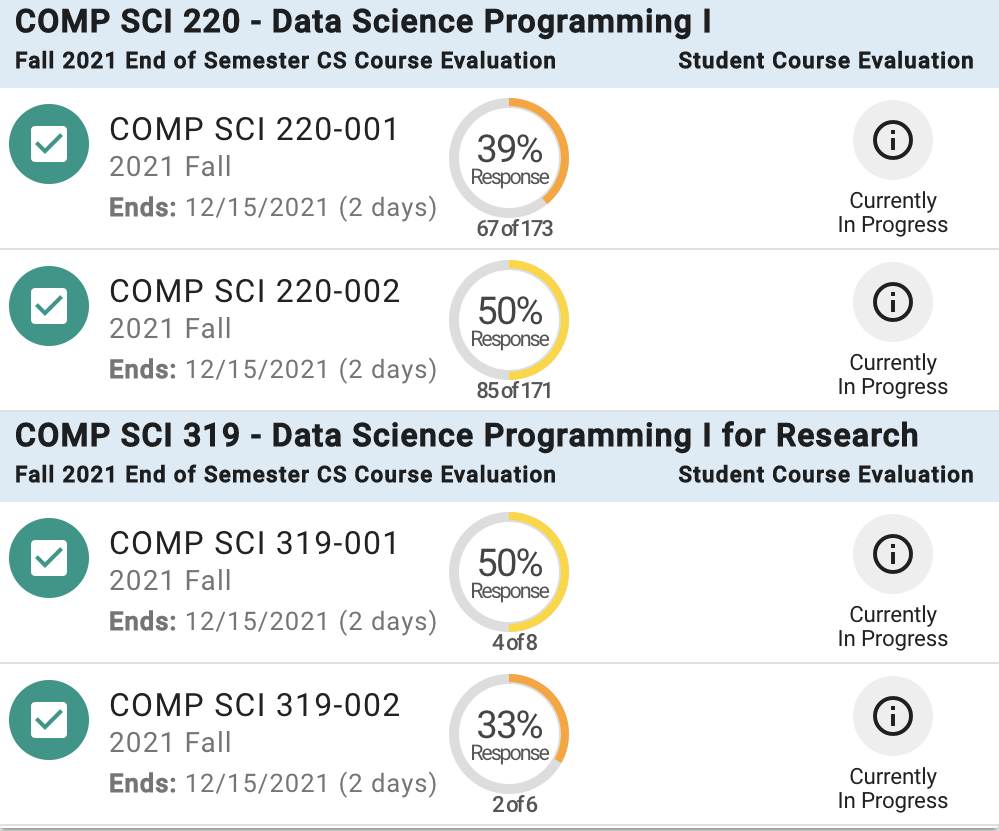 COMP SCI 220 - Data Science Programming I
Fall 2021 End of Semester CS Course Evaluation Student Course Evaluation
COMP SCI 220-001
2021 Fall
Ends: 12/15/2021 (2 days)
39%
Response
67 of 173
Currently
In Progress
COMP SCI 220-002
2021 Fall
Ends: 12/15/2021 (2 days)
50%
Response
85 of 171
Currently
In Progress
COMP SCI 319 - Data Science Programming I for Research
Fall 2021 End of Semester CS Course Evaluation Student Course Evaluation
COMP SCI 319-001
2021 Fall
Ends: 12/15/2021 (2 days)
50%
Response
4 of 8
Currently
In Progress
COMP SCI 319-002
2021 Fall
Ends: 12/15/2021 (2 days)
33%
Response
2 of 6
Currently
In Progress